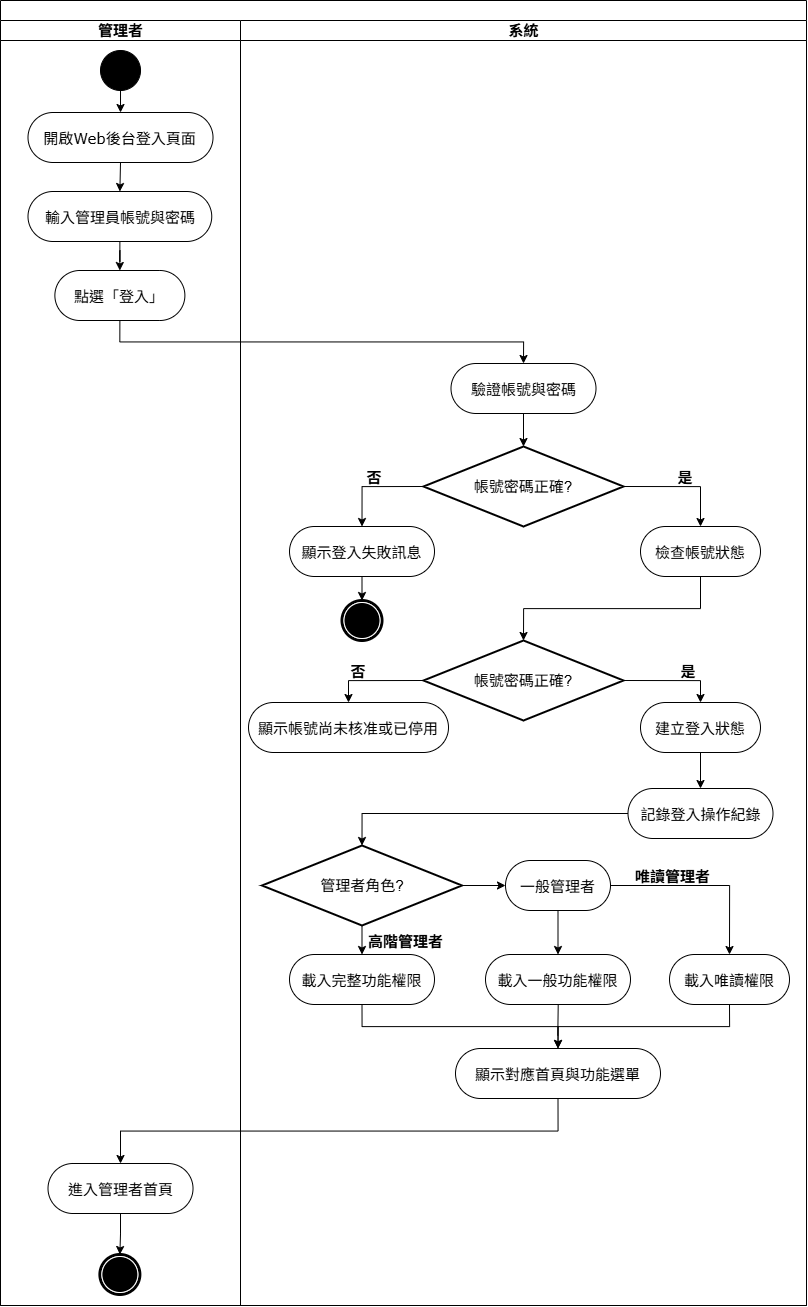 管理者
系統
開啟Web後台登入頁面
輸入管理員帳號與密碼
點選「登入」
驗證帳號與密碼
帳號密碼正確?
否
是
顯示登入失敗訊息
檢查帳號狀態
帳號密碼正確?
否
是
顯示帳號尚未核准或已停用
建立登入狀態
記錄登入操作紀錄
管理者角色?
一般管理者
唯讀管理者
高階管理者
載入完整功能權限
載入一般功能權限
載入唯讀權限
顯示對應首頁與功能選單
進入管理者首頁